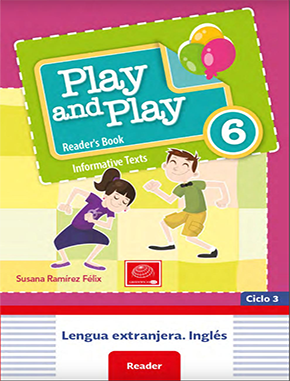 Play
and Play
Reader's Book
6
Informative Texts
Susana Ramírez Félix
Ciclo 3
Lengua extranjera. Inglés
Reader